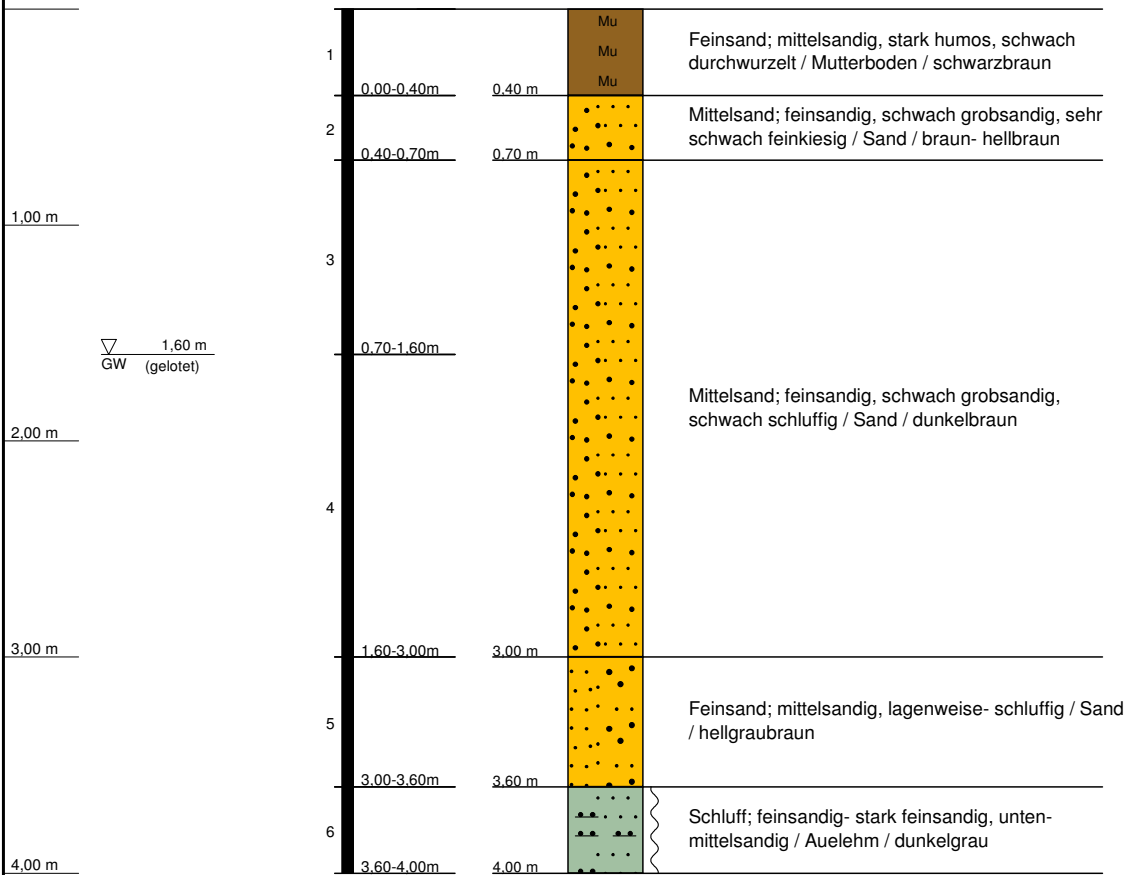 Mu
Mu
Mu
1
Feinsand; mittelsandig, stark humos, schwach
durchwurzelt / Mutterboden / schwarzbraun
0,00-0,40m
0,40 m
2
Mittelsand; feinsandig, schwach grobsandig, sehr
schwach feinkiesig / Sand / braun- hellbraun
0,40-0,70m
0,70 m
1,00 m
3
1,60 m
GW (gelotet)
0,70-1,60m
Mittelsand; feinsandig, schwach grobsandig,
schwach schluffig / Sand / dunkelbraun
2,00 m
4
3,00 m
1,60-3,00m
3,00 m
5
Feinsand; mittelsandig, lagenweise- schluffig / Sand
/ hellgraubraun
3,00-3,60m
3,60 m
6
Schluff; feinsandig- stark feinsandig, unten-
mittelsandig / Auelehm / dunkelgrau
4,00 m
3,60-4,00m
4,00 m